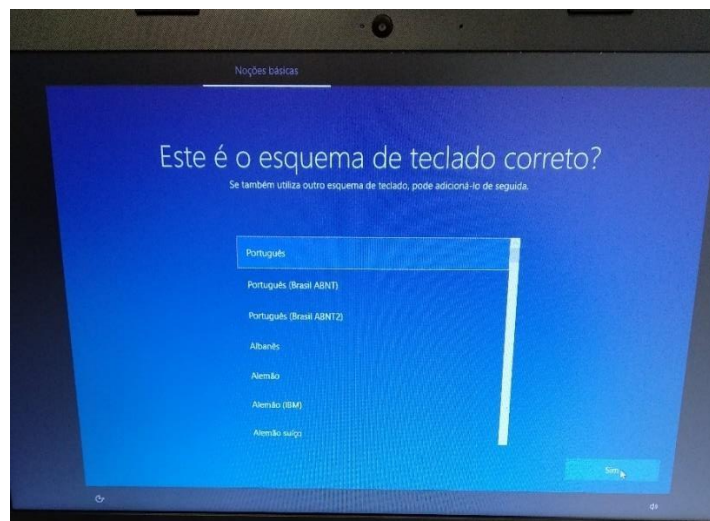 Noções básicas
Este é o esquema de teclado correto?
Se também utiliza outro esquema de teclado, pode adicioná-lo de seguida.
Português
Português (Brasil ABNT)
Português (Brasil ABNT2)
Albanês
Alemão
Alemão (IBM)
Alemão suíço
Sim